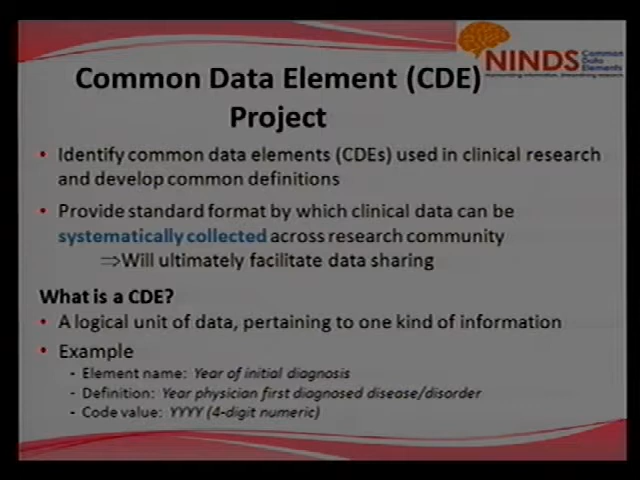 NINDS Common
Data
Elements
Common Data Element (CDE)
Project
• Identify common data elements (CDEs) used in clinical research
and develop common definitions
• Provide standard format by which clinical data can be
systematically collected across research community
⇒Will ultimately facilitate data sharing
What is a CDE?
• A logical unit of data, pertaining to one kind of information
• Example
- Element name: Year of initial diagnosis
- Definition: Year physician first diagnosed disease/disorder
- Code value: YYYY (4-digit numeric)